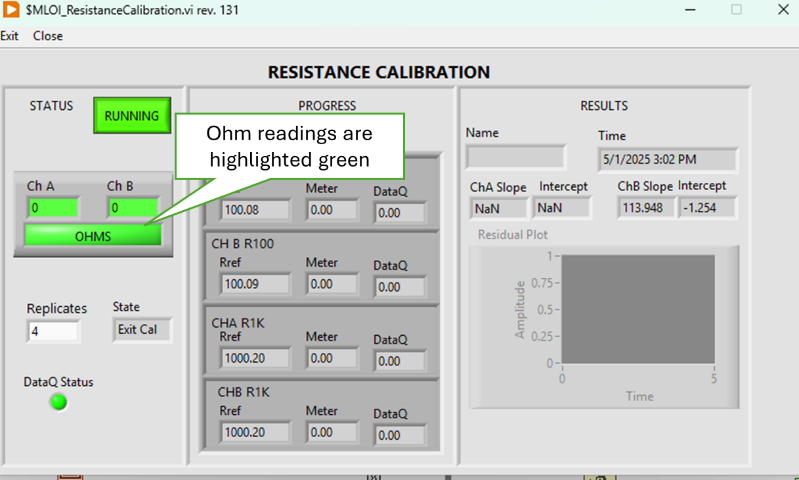 $MLOI_ResistanceCalibration.vi rev. 131
Exit Close
RESISTANCE CALIBRATION
STATUS
RUNNING
Ch A Ch B
0 0
OHMS
Replicates State
4 Exit Cal
DataQ Status
Ohm readings are
highlighted green
PROGRESS
Meter DataQ
100.08 0.00 0.00
CH B R100
Rref Meter DataQ
100.09 0.00 0.00
CHA R1K
Rref Meter DataQ
1000.20 0.00 0.00
CHB R1K
Rref Meter DataQ
1000.20 0.00 0.00
RESULTS
Name Time
5/1/2025 3:02 PM
ChA Slope Intercept ChB Slope Intercept
NaN NaN 113.948 -1.254
Residual Plot
Amplitude
1
0.75
0.5
0.25
0
0 5
Time